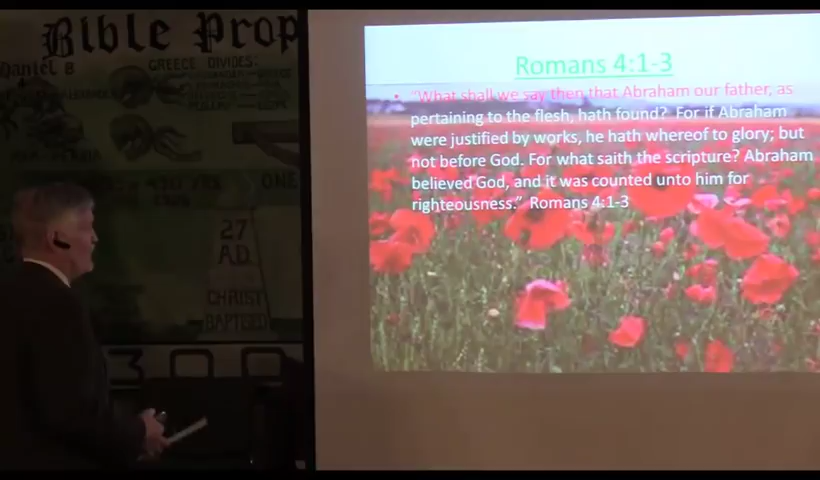 Bible Prop
Daniel 8
GREECE DIVIDES:
ONE
27
A.D.
CHRIST
BAPTIZED
Romans 4:1-3
• "What shall we say then that Abraham our father, as
pertaining to the flesh, hath found? For if Abraham
were justified by works, he hath whereof to glory; but
not before God. For what saith the scripture? Abraham
believed God, and it was counted unto him for
righteousness." Romans 4:1-3